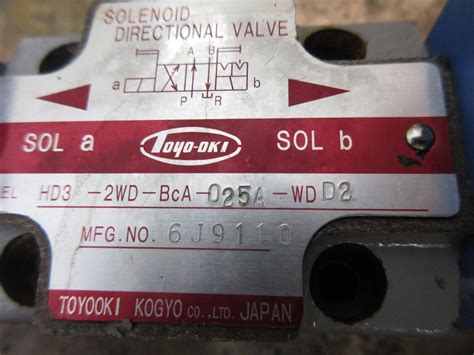 SOLENOID
DIRECTIONAL VALVE
A B
a b
P R
SOL a TOYO-OKI SOL b
EL HD3 -2WD-BCA-025A-WD D2
MFG.NO. 6J9110
TOYOOKI KOGYO CO.,LTD. JAPAN